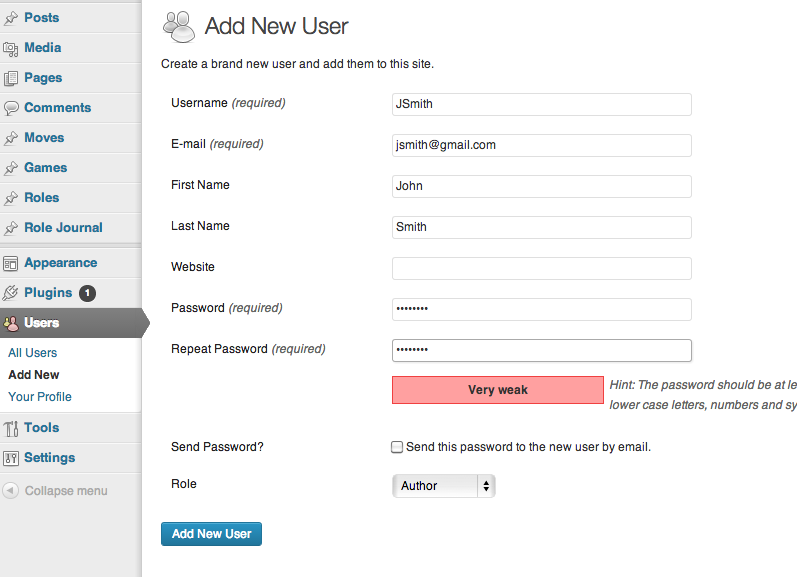 Posts
Media
Pages
Comments
Moves
Games
Roles
Role Journal
Appearance
Plugins 1
Users
All Users
Add New
Your Profile
Tools
Settings
Collapse menu
Add New User
Create a brand new user and add them to this site.
Username (required) JSmith
E-mail (required) jsmith@gmail.com
First Name John
Last Name Smith
Website
Password (required) ••••••••
Repeat Password (required) ••••••••
Very weak Hint: The password should be at le
lower case letters, numbers and sy
Send Password? Send this password to the new user by email.
Role Author
Add New User